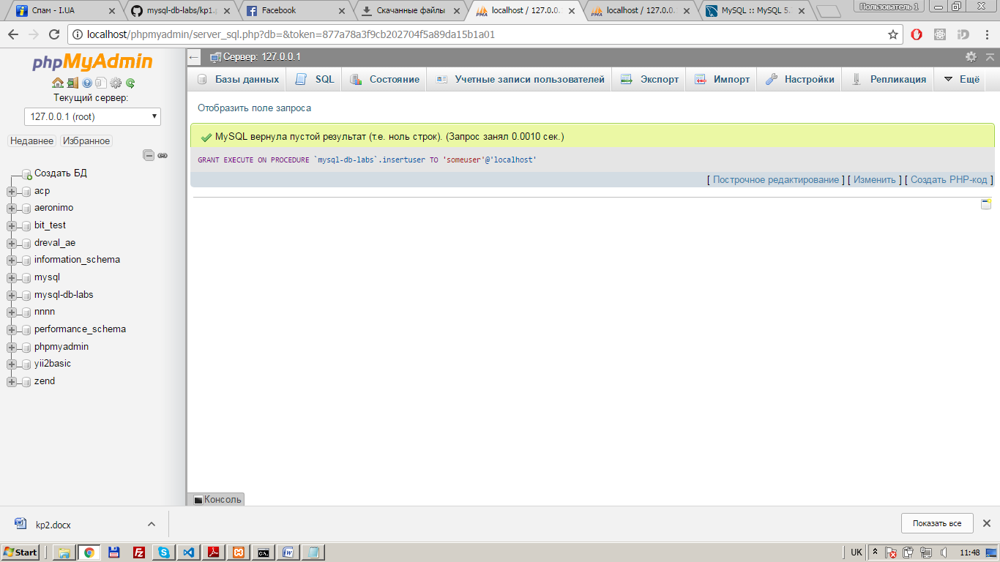 Спам - I.UA
mysql-db-labs/kp1.p
Facebook
Скачанные файлы
localhost / 127.0.0.
localhost / 127.0.0.
MySQL :: MySQL 5.
Пользователь 1
localhost/phpmyadmin/server_sql.php?db=&token=877a78a3f9cb202704f5a89da15b1a01
phpMyAdmin
Текущий сервер:
127.0.0.1 (root)
Недавнее Избранное
Создать БД
acp
aeronimo
bit_test
dreval_ae
information_schema
mysql
mysql-db-labs
nnnn
performance_schema
phpmyadmin
yii2basic
zend
Сервер: 127.0.0.1
Базы данных SQL Состояние Учетные записи пользователей Экспорт Импорт Настройки Репликация Ещё
Отобразить поле запроса
MySQL вернула пустой результат (т.е. ноль строк). (Запрос занял 0.0010 сек.)
GRANT EXECUTE ON PROCEDURE `mysql-db-labs`.insertuser TO 'someuser'@'localhost'
[ Построчное редактирование ] [ Изменить ] [ Создать PHP-код ]
Консоль
kp2.docx
Показать все
Start
UK
11:48